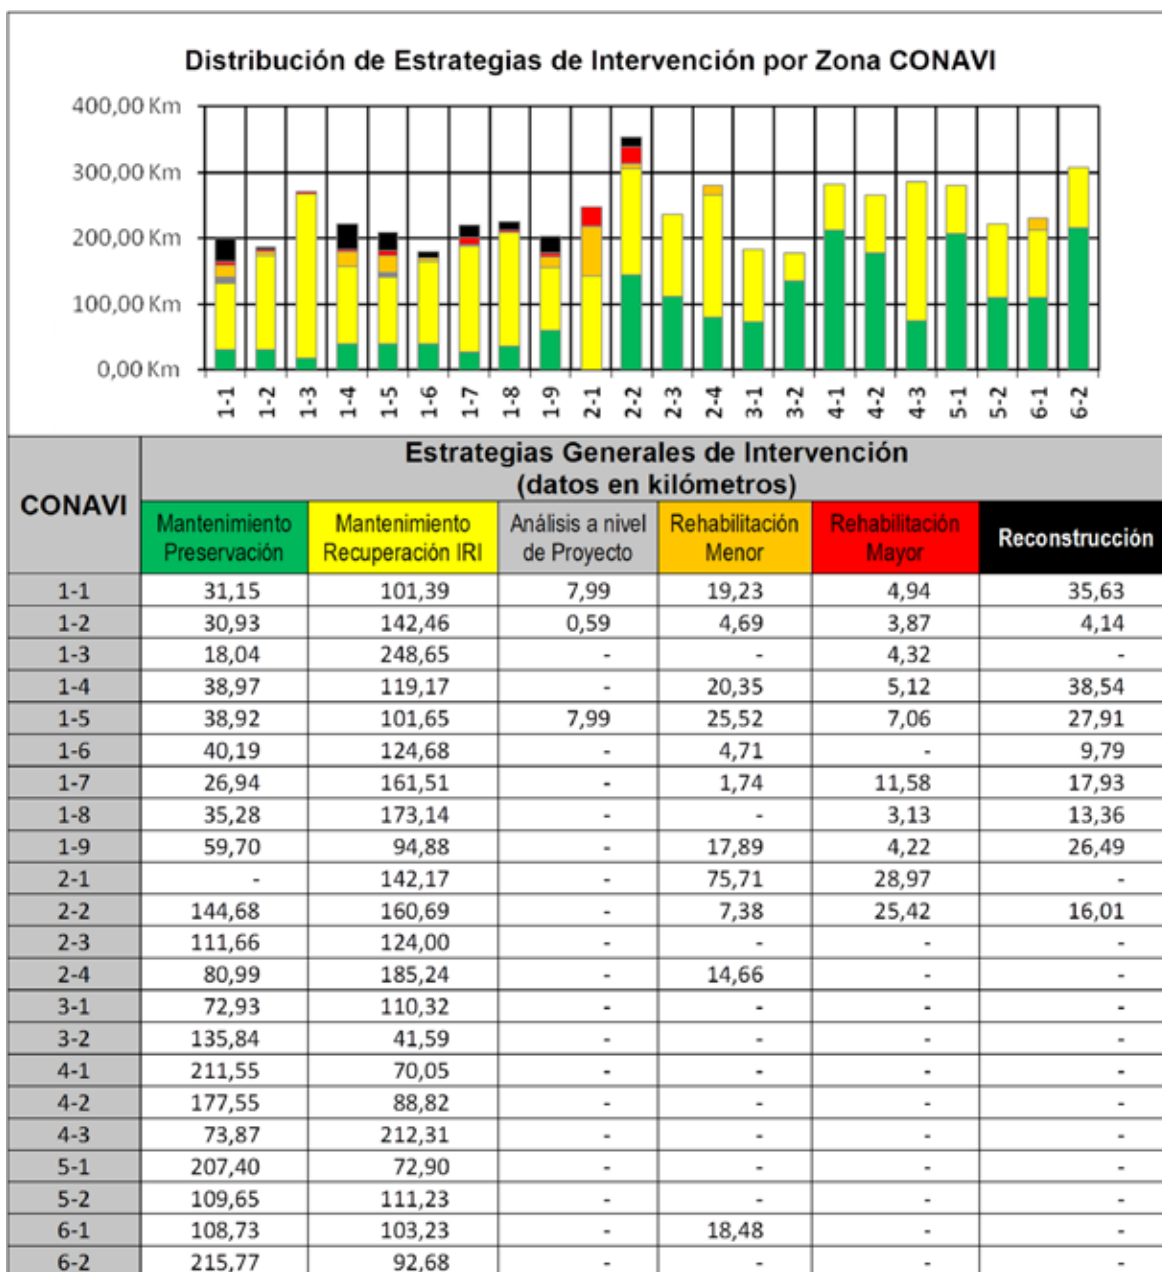 Distribución de Estrategias de Intervención por Zona CONAVI
400,00 Km
300,00 Km
200,00 Km
100,00 Km
0,00 Km
1-1 1-2 1-3 1-4 1-5 1-6 1-7 1-8 1-9 2-1 2-2 2-3 2-4 3-1 3-2 4-1 4-2 4-3 5-1 5-2 6-1 6-2
Estrategias Generales de Intervención
(datos en kilómetros)
CONAVI
Mantenimiento Preservación Mantenimiento Recuperación IRI Análisis a nivel de Proyecto Rehabilitación Menor Rehabilitación Mayor Reconstrucción
1-1 31,15 101,39 7,99 19,23 4,94 35,63
1-2 30,93 142,46 0,59 4,69 3,87 4,14
1-3 18,04 248,65 - - 4,32 -
1-4 38,97 119,17 - 20,35 5,12 38,54
1-5 38,92 101,65 7,99 25,52 7,06 27,91
1-6 40,19 124,68 - 4,71 - 9,79
1-7 26,94 161,51 - 1,74 11,58 17,93
1-8 35,28 173,14 - - 3,13 13,36
1-9 59,70 94,88 - 17,89 4,22 26,49
2-1 - 142,17 - 75,71 28,97 -
2-2 144,68 160,69 - 7,38 25,42 16,01
2-3 111,66 124,00 - - - -
2-4 80,99 185,24 - 14,66 - -
3-1 72,93 110,32 - - - -
3-2 135,84 41,59 - - - -
4-1 211,55 70,05 - - - -
4-2 177,55 88,82 - - - -
4-3 73,87 212,31 - - - -
5-1 207,40 72,90 - - - -
5-2 109,65 111,23 - - - -
6-1 108,73 103,23 - 18,48 - -
6-2 215,77 92,68 - - - -